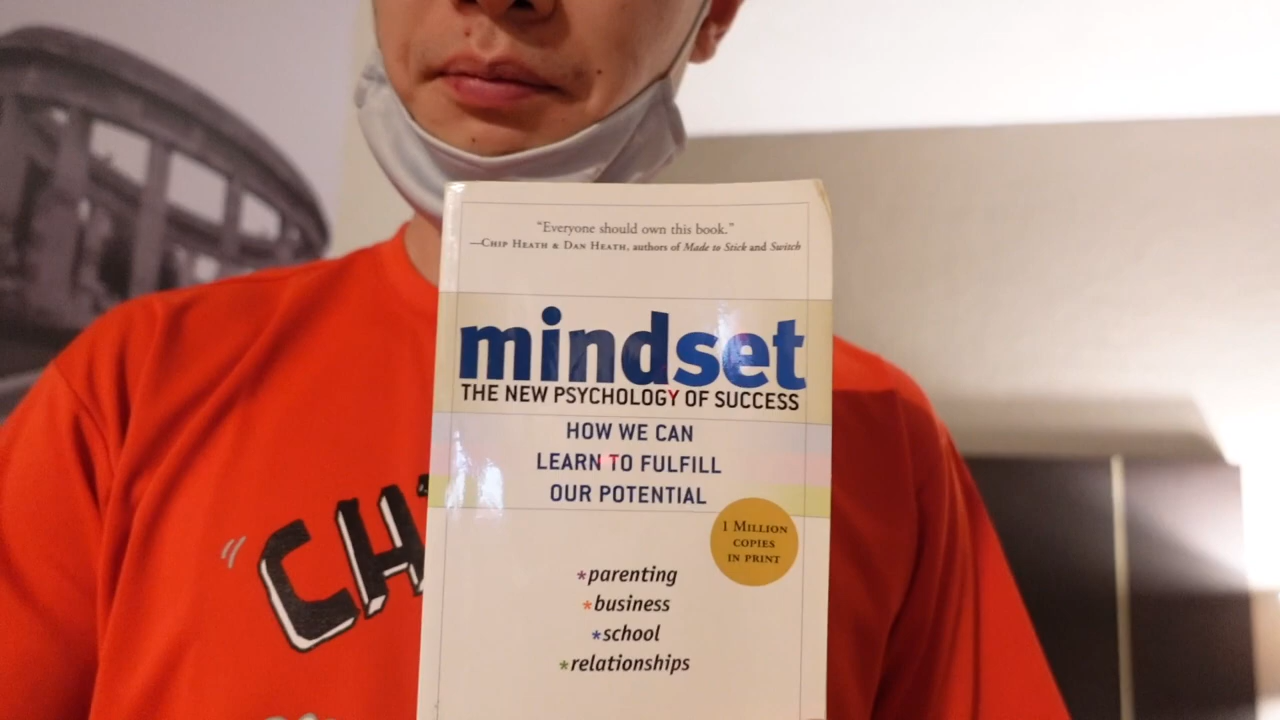 "Everyone should own this book."
—CHIP HEATH & DAN HEATH, authors of Made to Stick and Switch
mindset
THE NEW PSYCHOLOGY OF SUCCESS
HOW WE CAN
LEARN TO FULFILL
OUR POTENTIAL
1 MILLION
COPIES
IN PRINT
*parenting
*business
*school
*relationships